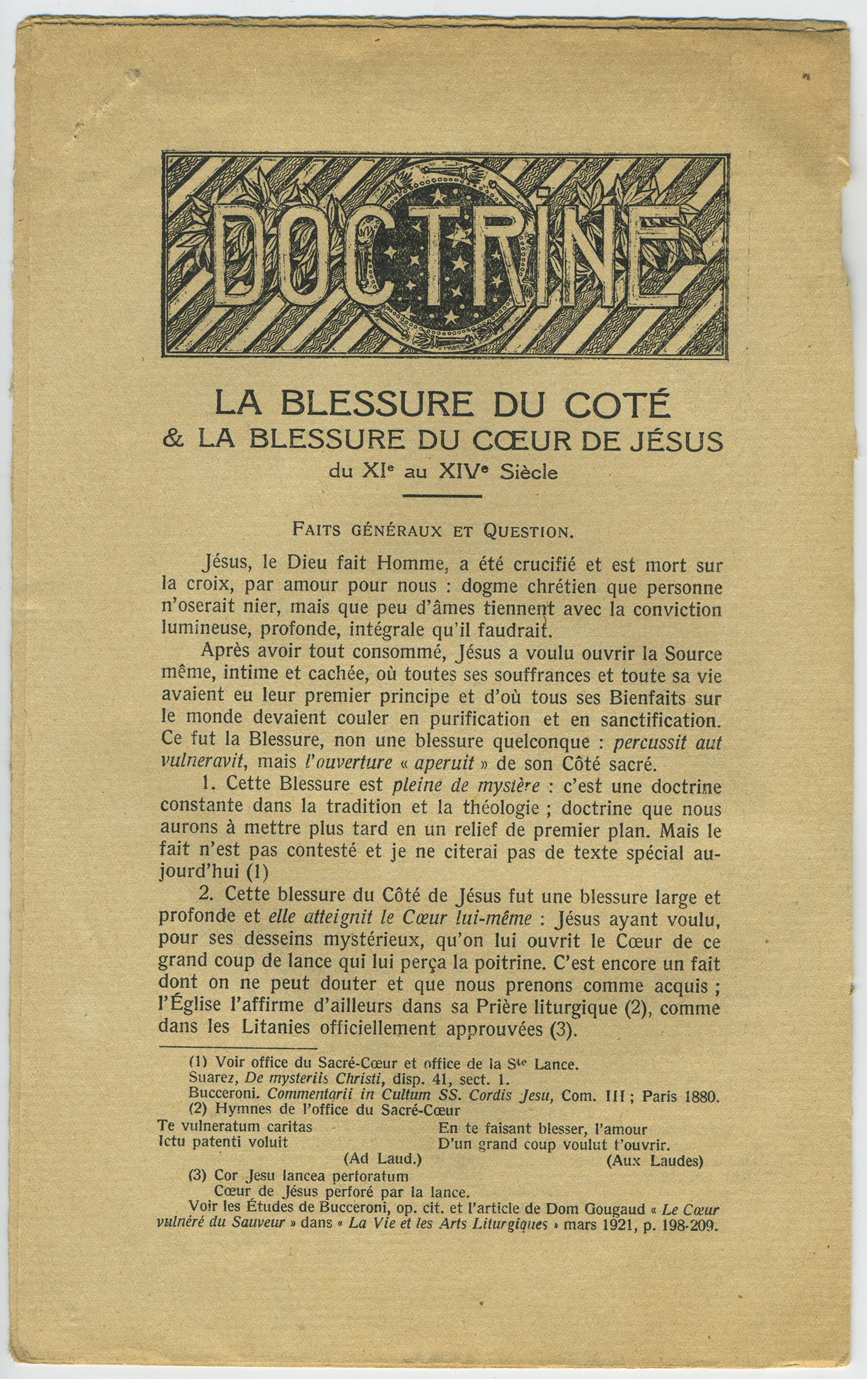 DOCTRINE
LA BLESSURE DU COTÉ
& LA BLESSURE DU CŒUR DE JÉSUS
du XIe au XIVe Siècle
FAITS GÉNÉRAUX ET QUESTION.
Jésus, le Dieu fait Homme, a été crucifié et est mort sur
la croix, par amour pour nous : dogme chrétien que personne
n'oserait nier, mais que peu d'âmes tiennent avec la conviction
lumineuse, profonde, intégrale qu'il faudrait.
Après avoir tout consommé, Jésus a voulu ouvrir la Source
même, intime et cachée, où toutes ses souffrances et toute sa vie
avaient eu leur premier principe et d'où tous ses Bienfaits sur
le monde devaient couler en purification et en sanctification.
Ce fut la Blessure, non une blessure quelconque : percussit aut
vulneravit, mais l'ouverture « aperuit » de son Côté sacré.
1. Cette Blessure est pleine de mystère : c'est une doctrine
constante dans la tradition et la théologie ; doctrine que nous
aurons à mettre plus tard en un relief de premier plan. Mais le
fait n'est pas contesté et je ne citerai pas de texte spécial au-
jourd'hui (1)
2. Cette blessure du Côté de Jésus fut une blessure large et
profonde et elle atteignit le Cœur lui-même : Jésus ayant voulu,
pour ses desseins mystérieux, qu'on lui ouvrit le Cœur de ce
grand coup de lance qui lui perça la poitrine. C'est encore un fait
dont on ne peut douter et que nous prenons comme acquis ;
l'Église l'affirme d'ailleurs dans sa Prière liturgique (2), comme
dans les Litanies officiellement approuvées (3).
(1) Voir office du Sacré-Cœur et office de la Ste Lance.
Suarez, De mysteriis Christi, disp. 41, sect. 1.
Bucceroni. Commentarii in Cultum SS. Cordis Jesu, Com. III ; Paris 1880.
(2) Hymnes de l'office du Sacré-Cœur
Te vulneratum caritas En te faisant blesser, l'amour
Ictu patenti voluit D'un grand coup voulut t'ouvrir.
(Ad Laud.) (Aux Laudes)
(3) Cor Jesu lancea perforatum
Cœur de Jésus perforé par la lance.
Voir les Études de Bucceroni, op. cit. et l'article de Dom Gougaud « Le Cœur
vulnéré du Sauveur » dans « La Vie et les Arts Liturgiques » mars 1921, p. 198-209.